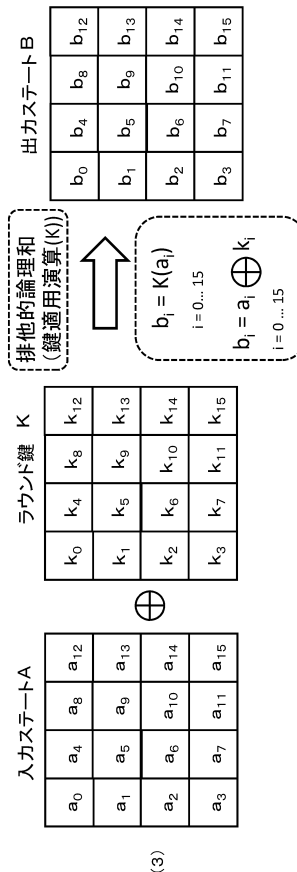 (3)
入力ステートA
a0 a4 a8 a12
a1 a5 a9 a13
a2 a6 a10 a14
a3 a7 a11 a15
⊕
ラウンド鍵 K
k0 k4 k8 k12
k1 k5 k9 k13
k2 k6 k10 k14
k3 k7 k11 k15
排他的論理和
(鍵適用演算(K))
bi = K(ai)
i = 0... 15
bi = ai ⊕ ki
i = 0... 15
出力ステートB
b0 b4 b8 b12
b1 b5 b9 b13
b2 b6 b10 b14
b3 b7 b11 b15